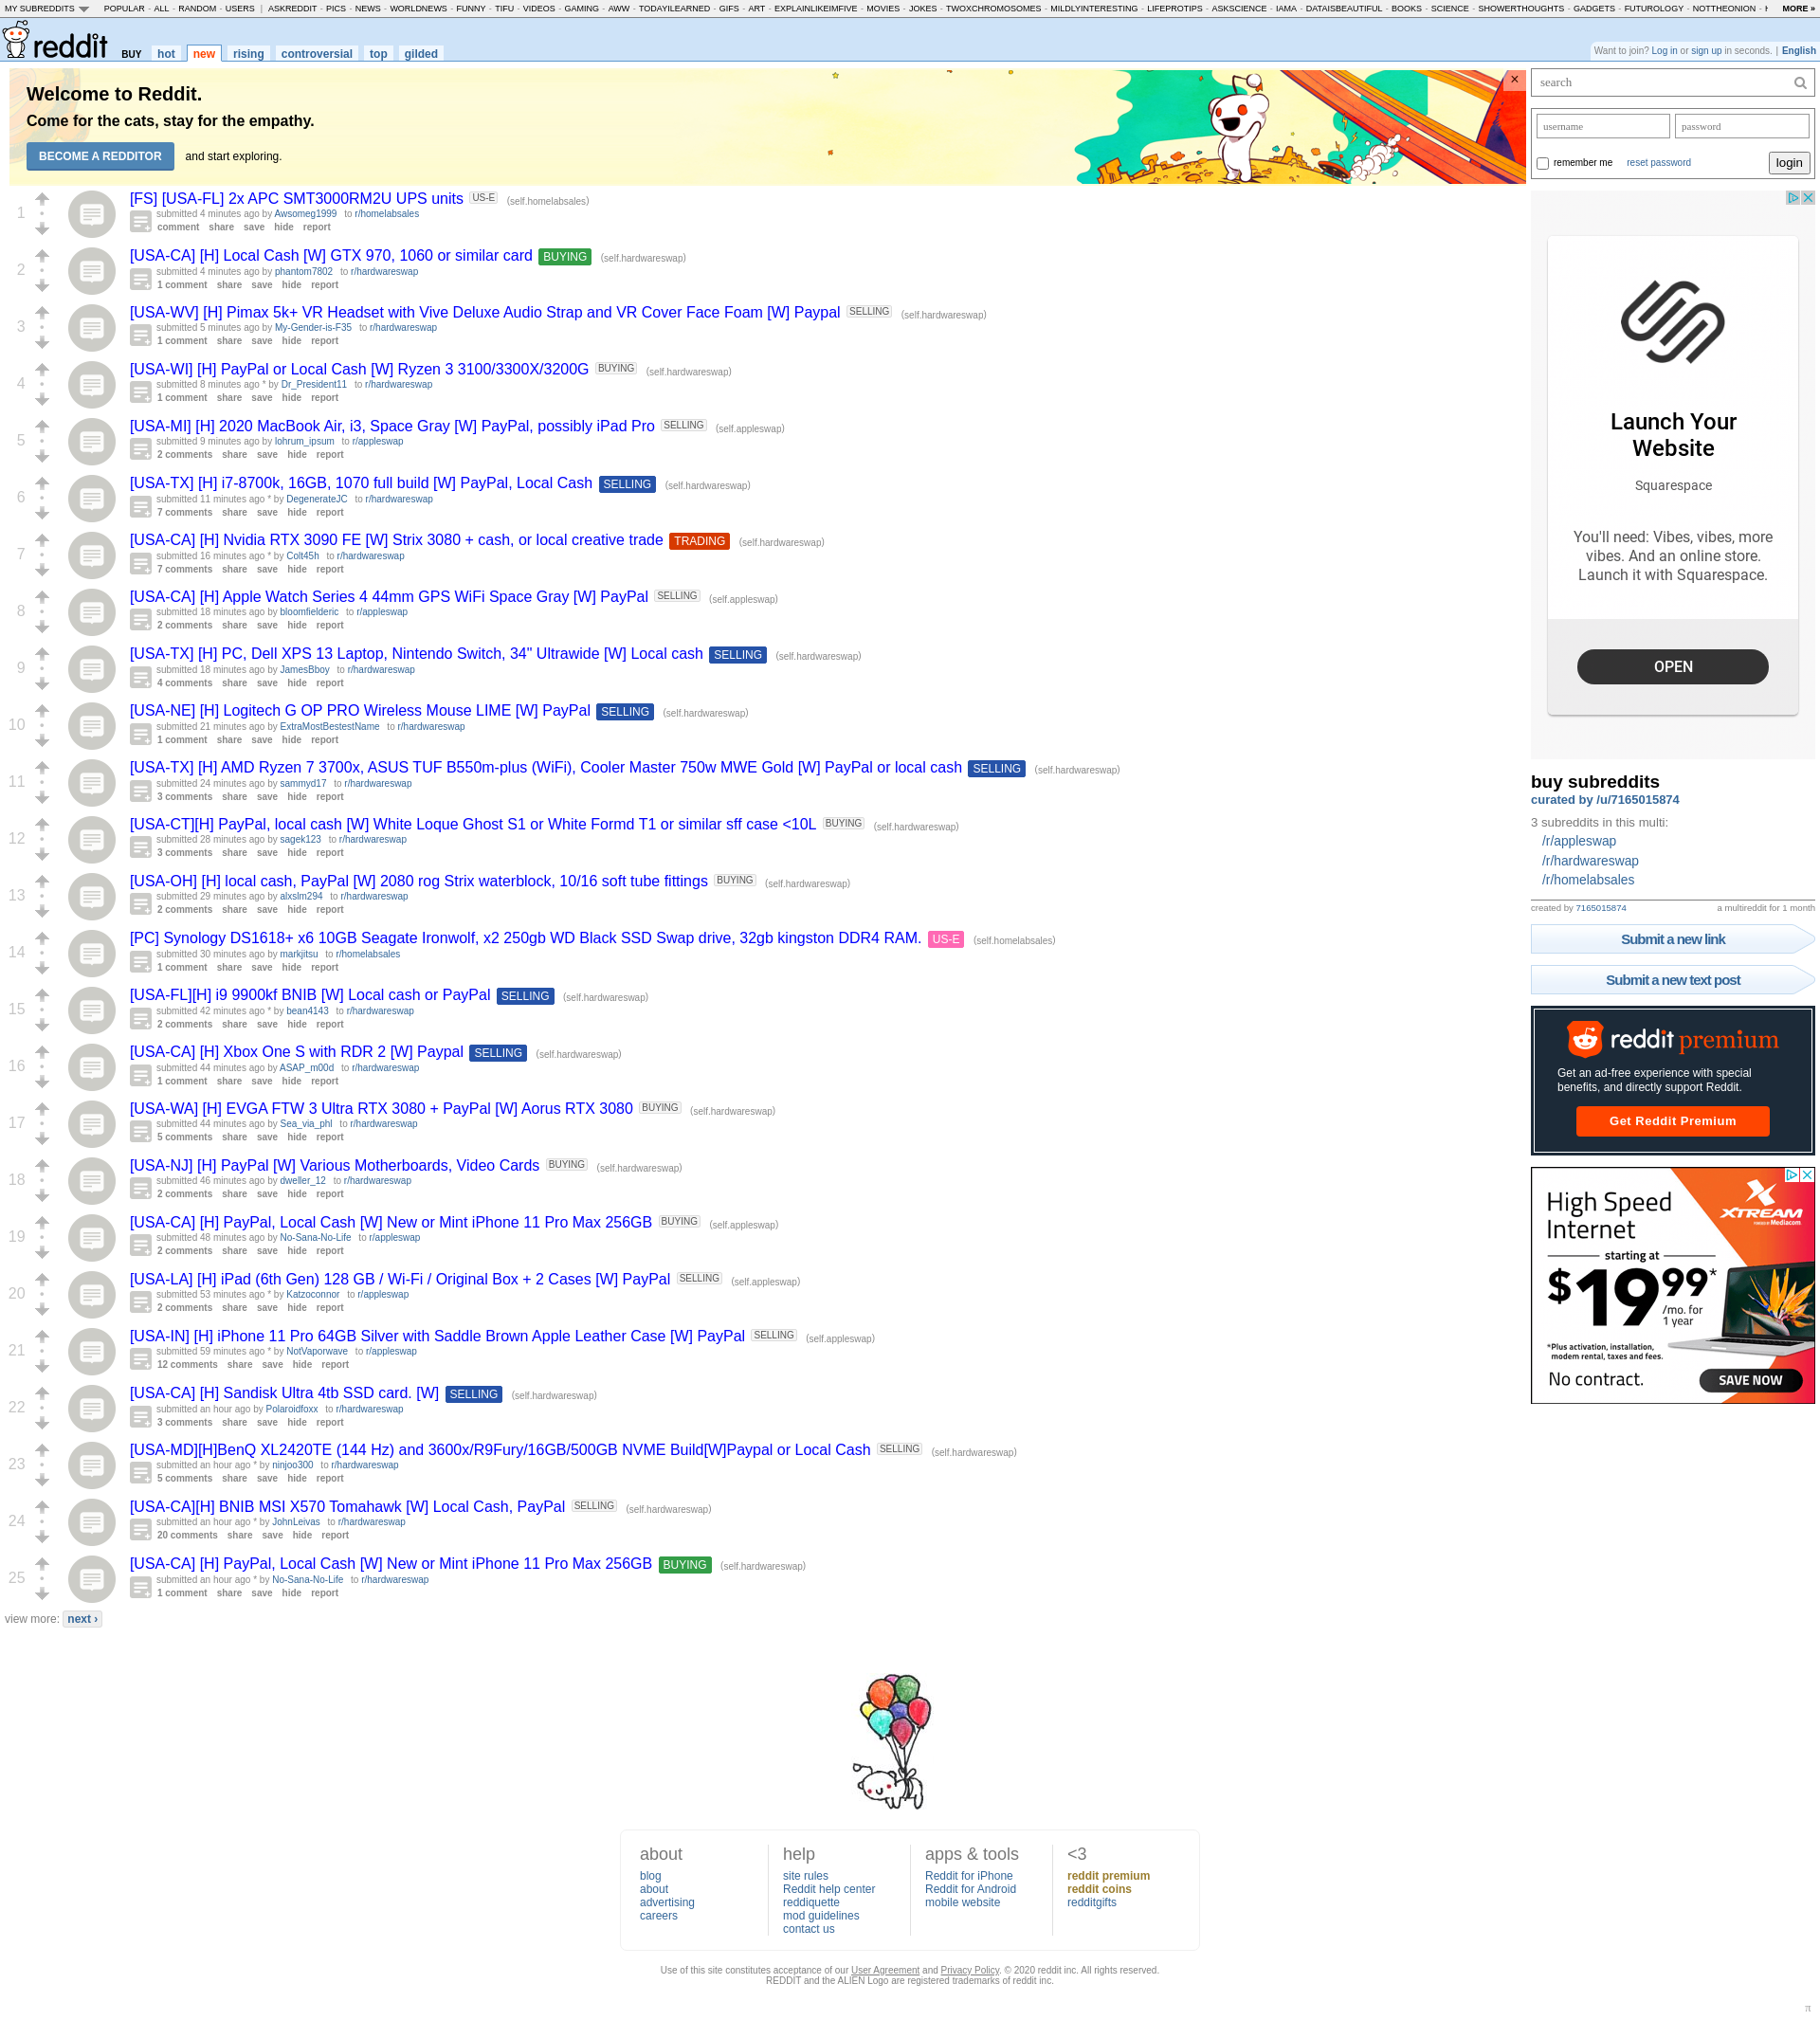 MY SUBREDDITS POPULAR - ALL - RANDOM - USERS | ASKREDDIT - PICS - NEWS - WORLDNEWS - FUNNY - TIFU - VIDEOS - GAMING - AWW - TODAYILEARNED - GIFS - ART - EXPLAINLIKEIMFIVE - MOVIES - JOKES - TWOXCHROMOSOMES - MILDLYINTERESTING - LIFEPROTIPS - ASKSCIENCE - IAMA - DATAISBEAUTIFUL - BOOKS - SCIENCE - SHOWERTHOUGHTS - GADGETS - FUTUROLOGY - NOTTHEONION - MORE »
reddit BUY hot new rising controversial top gilded
Want to join? Log in or sign up in seconds. | English
Welcome to Reddit.
Come for the cats, stay for the empathy.
BECOME A REDDITOR and start exploring.
×
1
[FS] [USA-FL] 2x APC SMT3000RM2U UPS units US-E (self.homelabsales)
submitted 4 minutes ago by Awsomeg1999 to r/homelabsales
comment share save hide report
2
[USA-CA] [H] Local Cash [W] GTX 970, 1060 or similar card BUYING (self.hardwareswap)
submitted 4 minutes ago by phantom7802 to r/hardwareswap
1 comment share save hide report
3
[USA-WV] [H] Pimax 5k+ VR Headset with Vive Deluxe Audio Strap and VR Cover Face Foam [W] Paypal SELLING (self.hardwareswap)
submitted 5 minutes ago by My-Gender-is-F35 to r/hardwareswap
1 comment share save hide report
4
[USA-WI] [H] PayPal or Local Cash [W] Ryzen 3 3100/3300X/3200G BUYING (self.hardwareswap)
submitted 8 minutes ago * by Dr_President11 to r/hardwareswap
1 comment share save hide report
5
[USA-MI] [H] 2020 MacBook Air, i3, Space Gray [W] PayPal, possibly iPad Pro SELLING (self.appleswap)
submitted 9 minutes ago by lohrum_ipsum to r/appleswap
2 comments share save hide report
6
[USA-TX] [H] i7-8700k, 16GB, 1070 full build [W] PayPal, Local Cash SELLING (self.hardwareswap)
submitted 11 minutes ago * by DegenerateJC to r/hardwareswap
7 comments share save hide report
7
[USA-CA] [H] Nvidia RTX 3090 FE [W] Strix 3080 + cash, or local creative trade TRADING (self.hardwareswap)
submitted 16 minutes ago * by Colt45h to r/hardwareswap
7 comments share save hide report
8
[USA-CA] [H] Apple Watch Series 4 44mm GPS WiFi Space Gray [W] PayPal SELLING (self.appleswap)
submitted 18 minutes ago by bloomfielderic to r/appleswap
2 comments share save hide report
9
[USA-TX] [H] PC, Dell XPS 13 Laptop, Nintendo Switch, 34" Ultrawide [W] Local cash SELLING (self.hardwareswap)
submitted 18 minutes ago by JamesBboy to r/hardwareswap
4 comments share save hide report
10
[USA-NE] [H] Logitech G OP PRO Wireless Mouse LIME [W] PayPal SELLING (self.hardwareswap)
submitted 21 minutes ago by ExtraMostBestestName to r/hardwareswap
1 comment share save hide report
11
[USA-TX] [H] AMD Ryzen 7 3700x, ASUS TUF B550m-plus (WiFi), Cooler Master 750w MWE Gold [W] PayPal or local cash SELLING (self.hardwareswap)
submitted 24 minutes ago by sammyd17 to r/hardwareswap
3 comments share save hide report
12
[USA-CT][H] PayPal, local cash [W] White Loque Ghost S1 or White Formd T1 or similar sff case <10L BUYING (self.hardwareswap)
submitted 28 minutes ago by sagek123 to r/hardwareswap
3 comments share save hide report
13
[USA-OH] [H] local cash, PayPal [W] 2080 rog Strix waterblock, 10/16 soft tube fittings BUYING (self.hardwareswap)
submitted 29 minutes ago by alxslm294 to r/hardwareswap
2 comments share save hide report
14
[PC] Synology DS1618+ x6 10GB Seagate Ironwolf, x2 250gb WD Black SSD Swap drive, 32gb kingston DDR4 RAM. US-E (self.homelabsales)
submitted 30 minutes ago by markjitsu to r/homelabsales
1 comment share save hide report
15
[USA-FL][H] i9 9900kf BNIB [W] Local cash or PayPal SELLING (self.hardwareswap)
submitted 42 minutes ago * by bean4143 to r/hardwareswap
2 comments share save hide report
16
[USA-CA] [H] Xbox One S with RDR 2 [W] Paypal SELLING (self.hardwareswap)
submitted 44 minutes ago by ASAP_m00d to r/hardwareswap
1 comment share save hide report
17
[USA-WA] [H] EVGA FTW 3 Ultra RTX 3080 + PayPal [W] Aorus RTX 3080 BUYING (self.hardwareswap)
submitted 44 minutes ago by Sea_via_phl to r/hardwareswap
5 comments share save hide report
18
[USA-NJ] [H] PayPal [W] Various Motherboards, Video Cards BUYING (self.hardwareswap)
submitted 46 minutes ago by dweller_12 to r/hardwareswap
2 comments share save hide report
19
[USA-CA] [H] PayPal, Local Cash [W] New or Mint iPhone 11 Pro Max 256GB BUYING (self.appleswap)
submitted 48 minutes ago by No-Sana-No-Life to r/appleswap
2 comments share save hide report
20
[USA-LA] [H] iPad (6th Gen) 128 GB / Wi-Fi / Original Box + 2 Cases [W] PayPal SELLING (self.appleswap)
submitted 53 minutes ago * by Katzoconnor to r/appleswap
2 comments share save hide report
21
[USA-IN] [H] iPhone 11 Pro 64GB Silver with Saddle Brown Apple Leather Case [W] PayPal SELLING (self.appleswap)
submitted 59 minutes ago * by NotVaporwave to r/appleswap
12 comments share save hide report
22
[USA-CA] [H] Sandisk Ultra 4tb SSD card. [W] SELLING (self.hardwareswap)
submitted an hour ago by Polaroidfoxx to r/hardwareswap
3 comments share save hide report
23
[USA-MD][H]BenQ XL2420TE (144 Hz) and 3600x/R9Fury/16GB/500GB NVME Build[W]Paypal or Local Cash SELLING (self.hardwareswap)
submitted an hour ago * by ninjoo300 to r/hardwareswap
5 comments share save hide report
24
[USA-CA][H] BNIB MSI X570 Tomahawk [W] Local Cash, PayPal SELLING (self.hardwareswap)
submitted an hour ago * by JohnLeivas to r/hardwareswap
20 comments share save hide report
25
[USA-CA] [H] PayPal, Local Cash [W] New or Mint iPhone 11 Pro Max 256GB BUYING (self.hardwareswap)
submitted an hour ago * by No-Sana-No-Life to r/hardwareswap
1 comment share save hide report
view more: next ›
search
username password
remember me reset password login
Launch Your
Website
Squarespace
You'll need: Vibes, vibes, more
vibes. And an online store.
Launch it with Squarespace.
OPEN
buy subreddits
curated by /u/7165015874
3 subreddits in this multi:
/r/appleswap
/r/hardwareswap
/r/homelabsales
created by 7165015874 a multireddit for 1 month
Submit a new link
Submit a new text post
reddit premium
Get an ad-free experience with special
benefits, and directly support Reddit.
Get Reddit Premium
High Speed
Internet
XTREAM
POWERED BY Mediacom
starting at
$19.99*
/mo. for
1 year
*Plus activation, installation,
modem rental, taxes and fees.
No contract. SAVE NOW
about
blog
about
advertising
careers
help
site rules
Reddit help center
reddiquette
mod guidelines
contact us
apps & tools
Reddit for iPhone
Reddit for Android
mobile website
<3
reddit premium
reddit coins
redditgifts
Use of this site constitutes acceptance of our User Agreement and Privacy Policy. © 2020 reddit inc. All rights reserved.
REDDIT and the ALIEN Logo are registered trademarks of reddit inc.
π